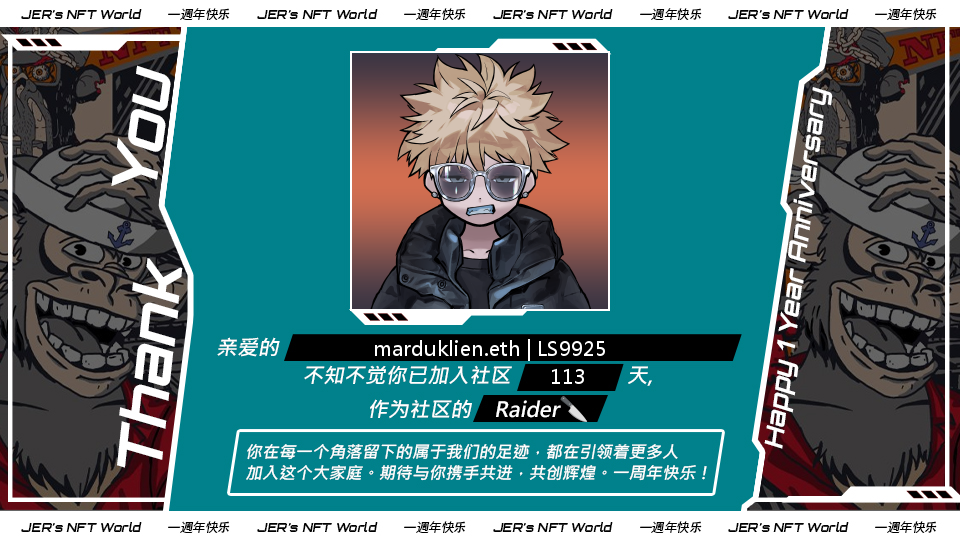 JER's NFT World 一週年快乐 JER's NFT World 一週年快乐 JER's NFT World 一週年快乐 JER's NFT World 一週年快乐
Thank You
Happy 1 Year Anniversary
亲爱的 marduklien.eth | LS9925
不知不觉你已加入社区 113 天,
作为社区的 Raider
你在每一个角落留下的属于我们的足迹，都在引领着更多人
加入这个大家庭。期待与你携手共进，共创辉煌。一周年快乐！
JER's NFT World 一週年快乐 JER's NFT World 一週年快乐 JER's NFT World 一週年快乐 JER's NFT World 一週年快乐